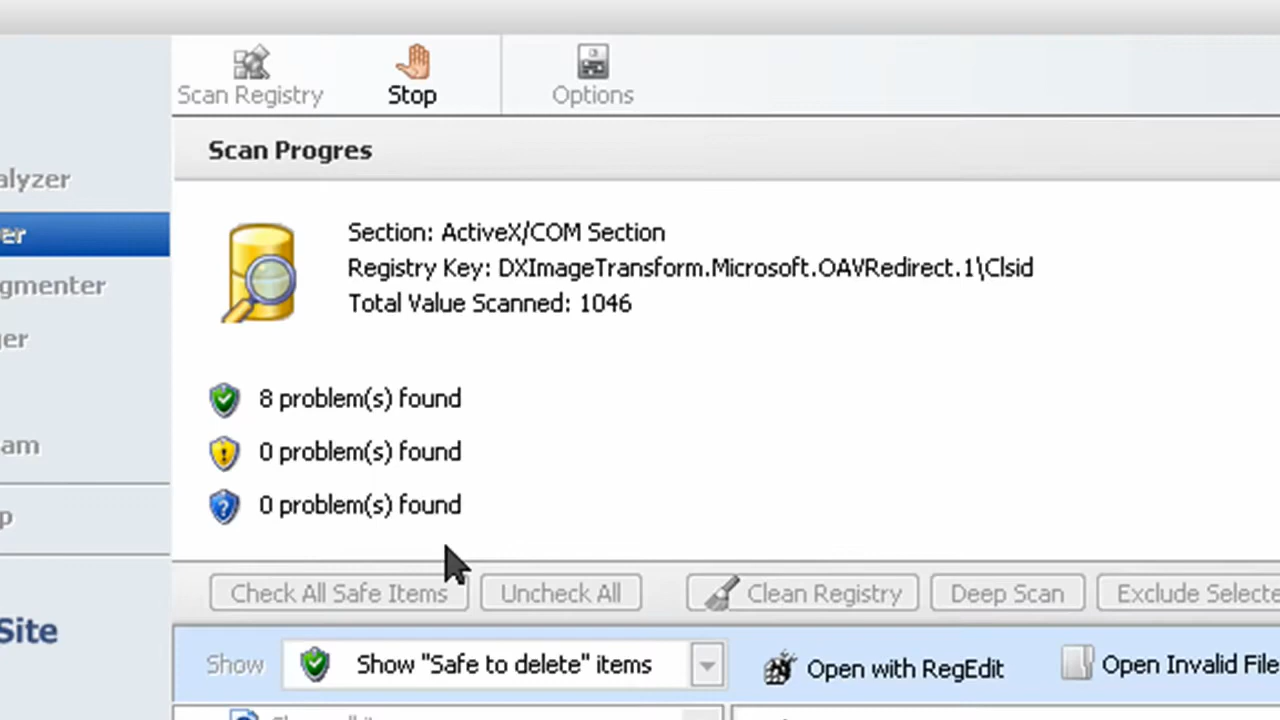 Scan Registry
Stop
Options
Scan Progres
alyzer
er
gmenter
ger
am
p
Site
Section: ActiveX/COM Section
Registry Key: DXImageTransform.Microsoft.OAVRedirect.1\Clsid
Total Value Scanned: 1046
8 problem(s) found
0 problem(s) found
0 problem(s) found
Check All Safe Items
Uncheck All
Clean Registry
Deep Scan
Exclude Selecte
Show
Show "Safe to delete" items
Open with RegEdit
Open Invalid File